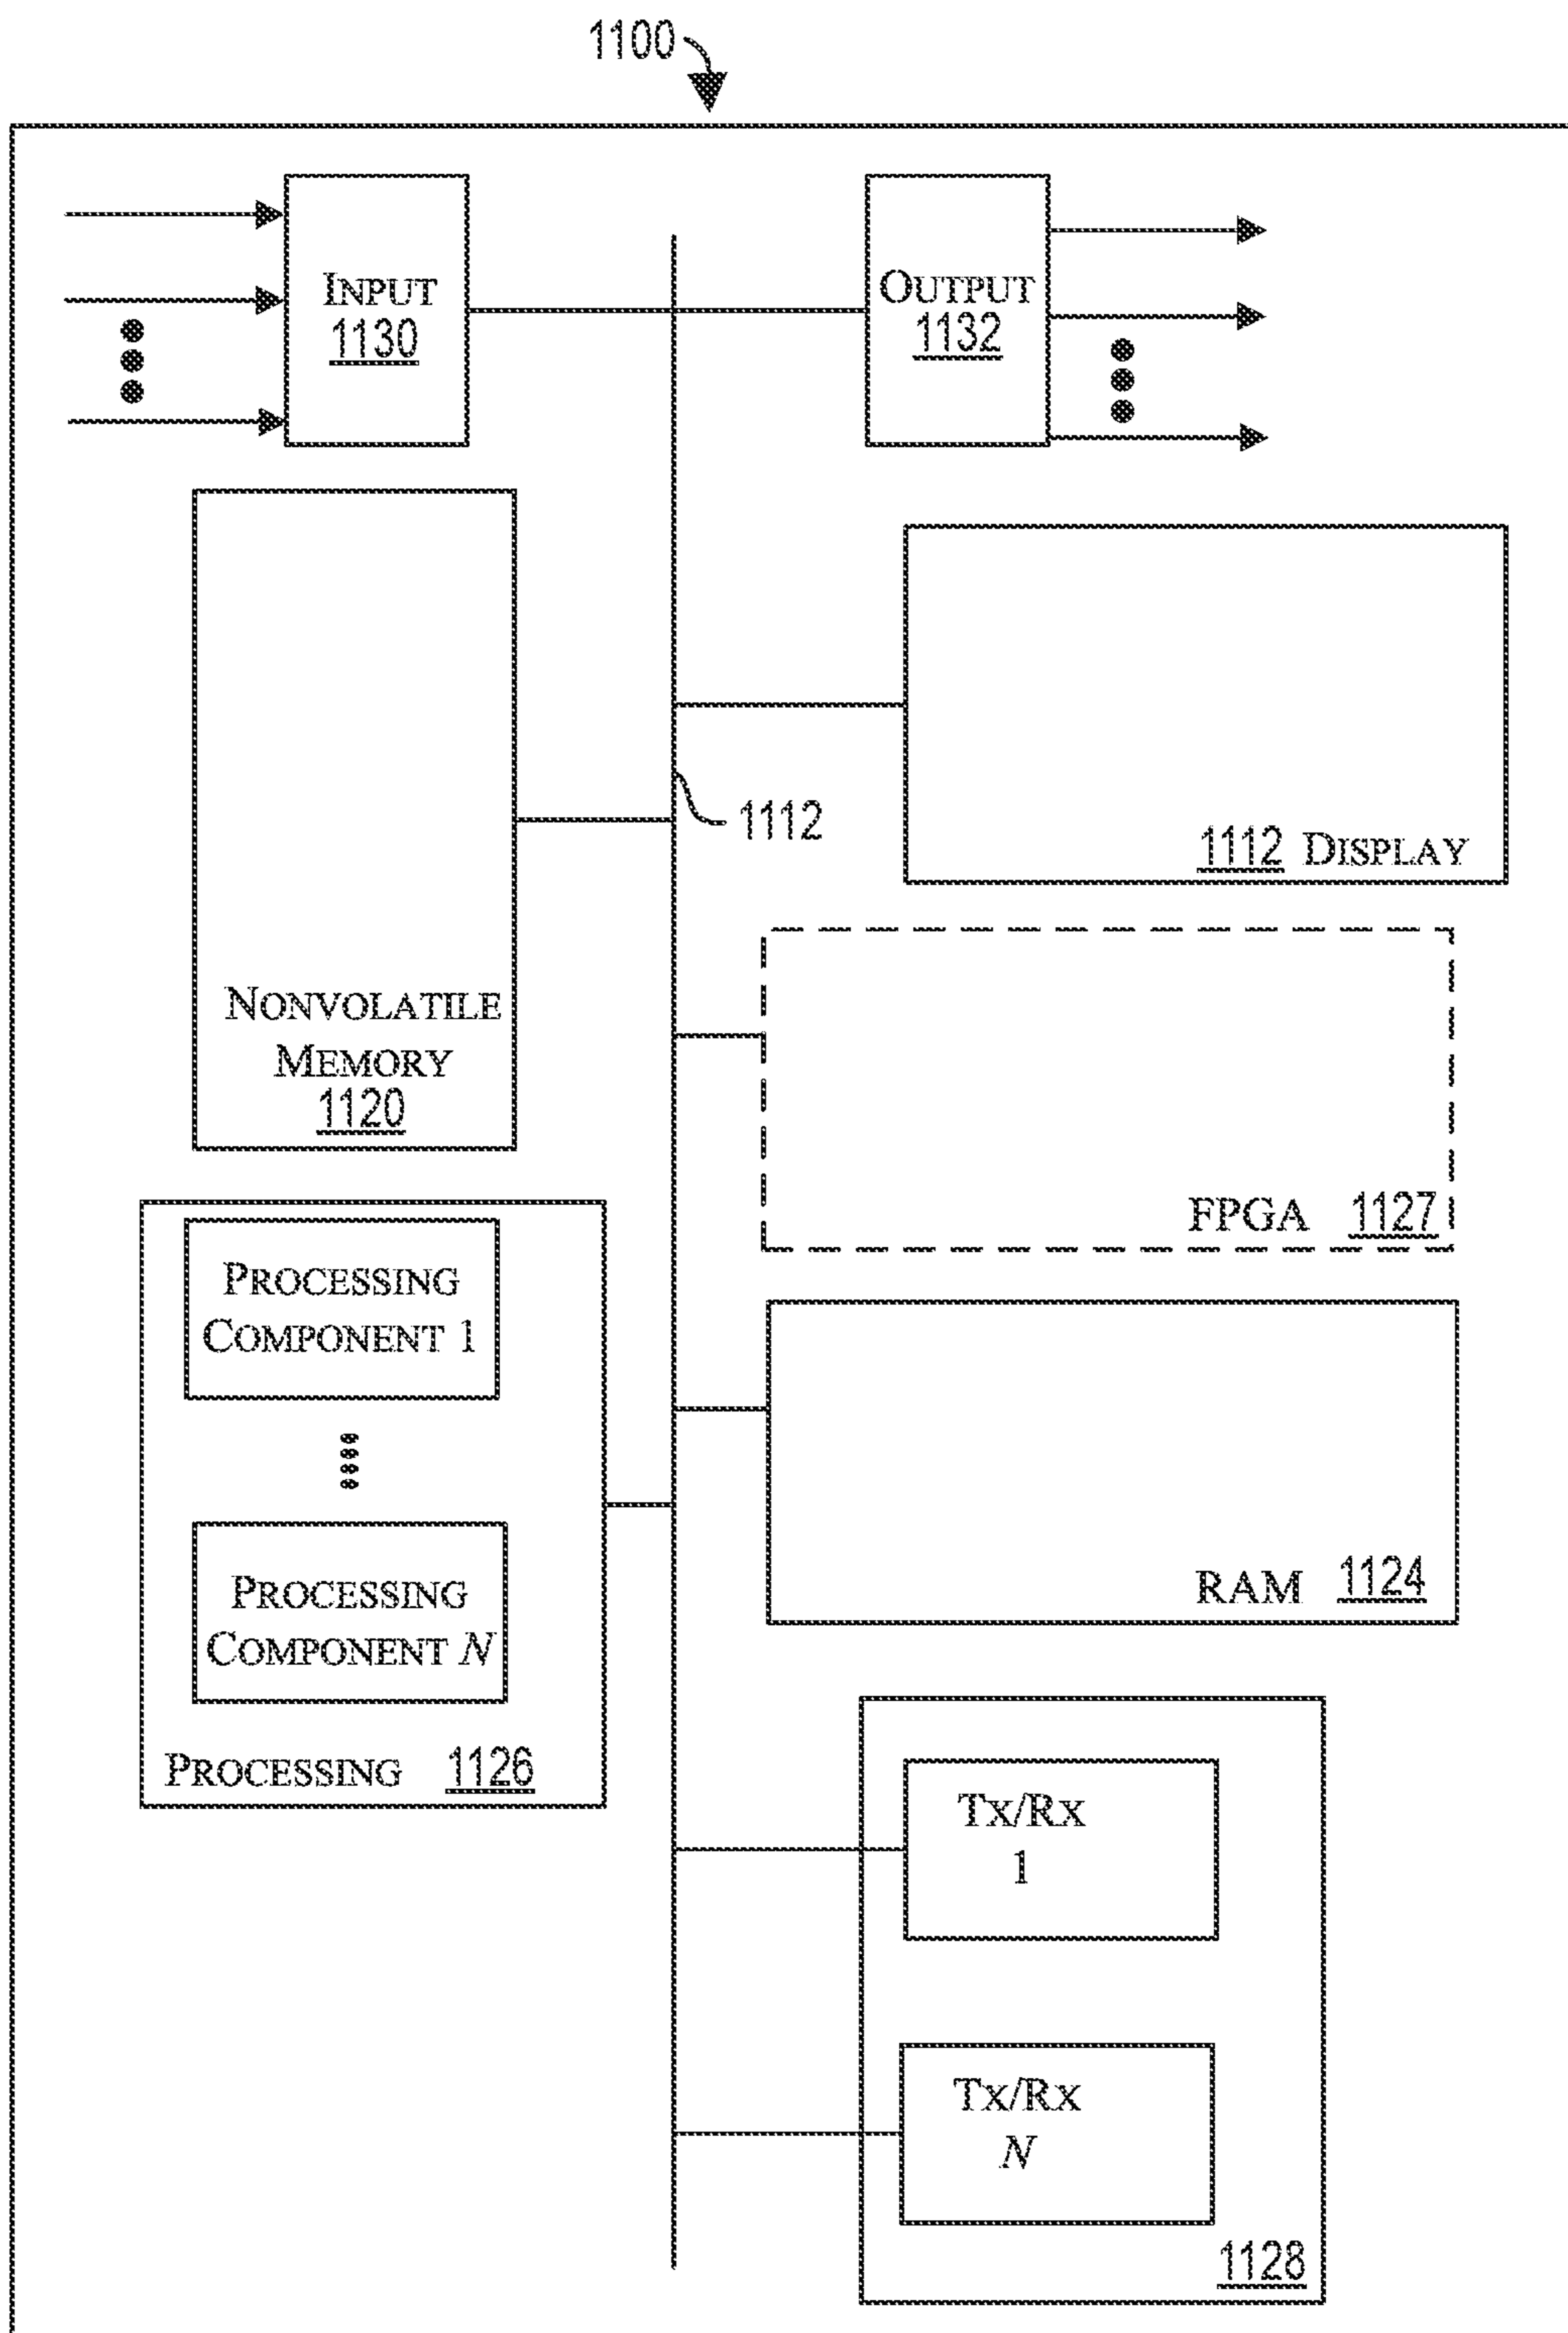 1100
INPUT
1130
OUTPUT
1132
1112
1112 DISPLAY
NONVOLATILE
MEMORY
1120
FPGA 1127
PROCESSING
COMPONENT 1
PROCESSING
COMPONENT N
PROCESSING 1126
RAM 1124
TX/RX
1
TX/RX
N
1128